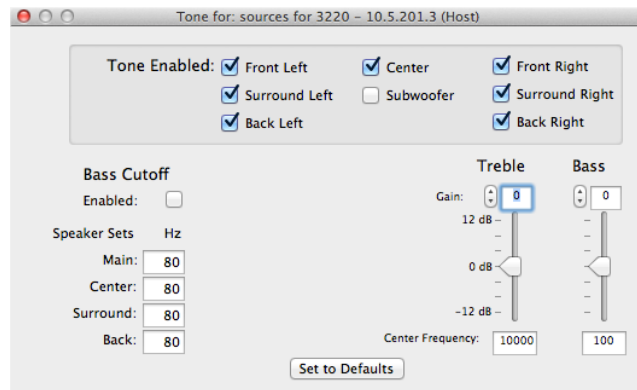 Tone for: sources for 3220 – 10.5.201.3 (Host)
Tone Enabled: Front Left Center Front Right
Surround Left Subwoofer Surround Right
Back Left Back Right
Treble Bass
Bass Cutoff
Enabled:
Gain: 0 0
12 dB
Speaker Sets Hz
Main: 80
0 dB
Center: 80
Surround: 80
-12 dB
Back: 80
Center Frequency: 10000 100
Set to Defaults